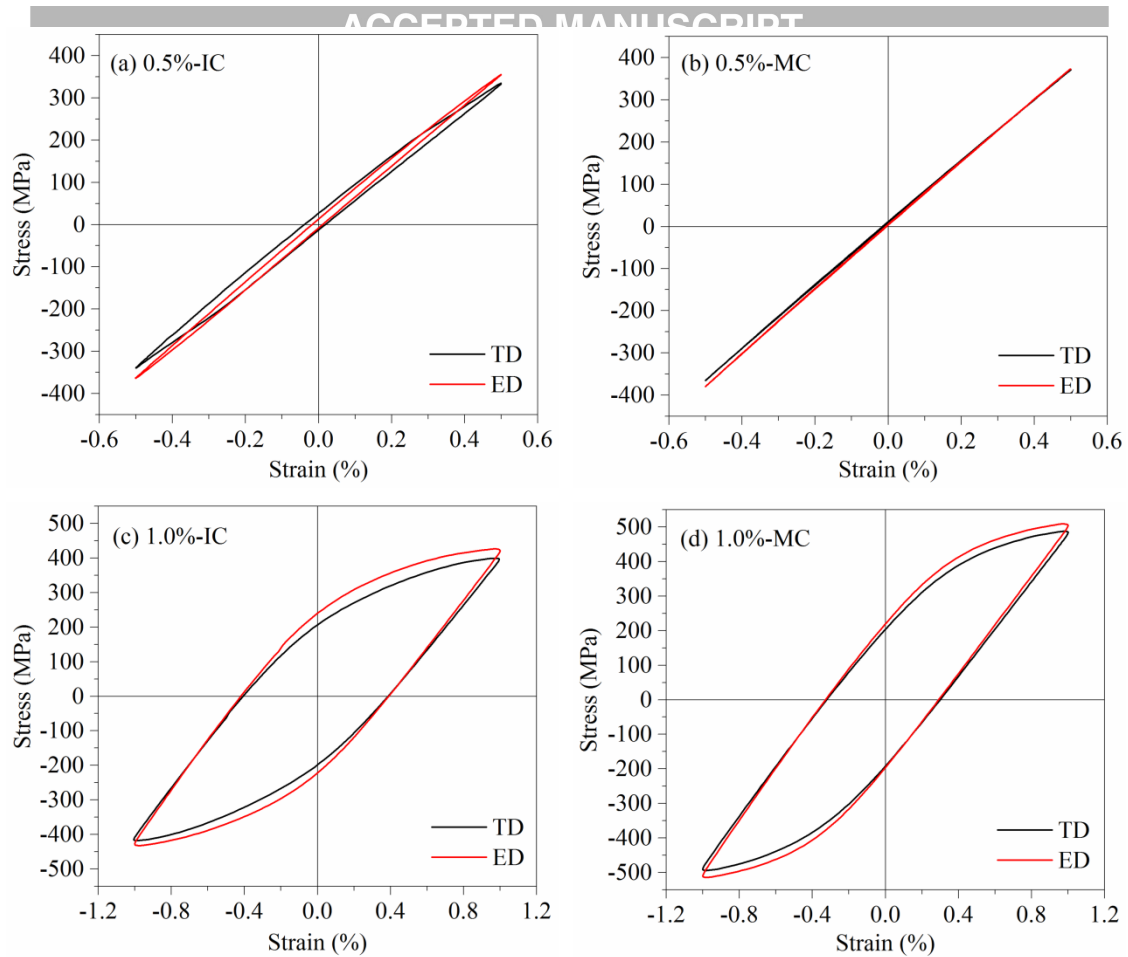 ACCEPTED MANUSCRIPT
(a) 0.5%-IC
400
300
200
100
0
-100
-200
-300
-400
Stress (MPa)
TD
ED
-0.6 -0.4 -0.2 0.0 0.2 0.4 0.6
Strain (%)
(b) 0.5%-MC
400
300
200
100
0
-100
-200
-300
-400
Stress (MPa)
TD
ED
-0.6 -0.4 -0.2 0.0 0.2 0.4 0.6
Strain (%)
(c) 1.0%-IC
500
400
300
200
100
0
-100
-200
-300
-400
-500
Stress (MPa)
TD
ED
-1.2 -0.8 -0.4 0.0 0.4 0.8 1.2
Strain (%)
(d) 1.0%-MC
500
400
300
200
100
0
-100
-200
-300
-400
-500
Stress (MPa)
TD
ED
-1.2 -0.8 -0.4 0.0 0.4 0.8 1.2
Strain (%)